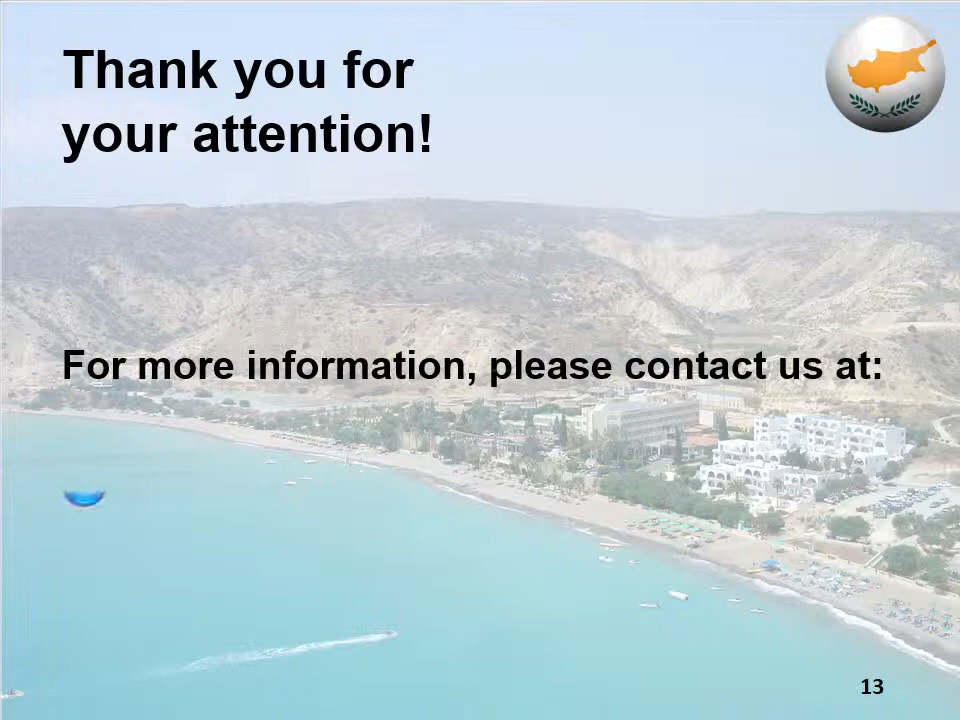 Thank you for
your attention!
For more information, please contact us at:
13